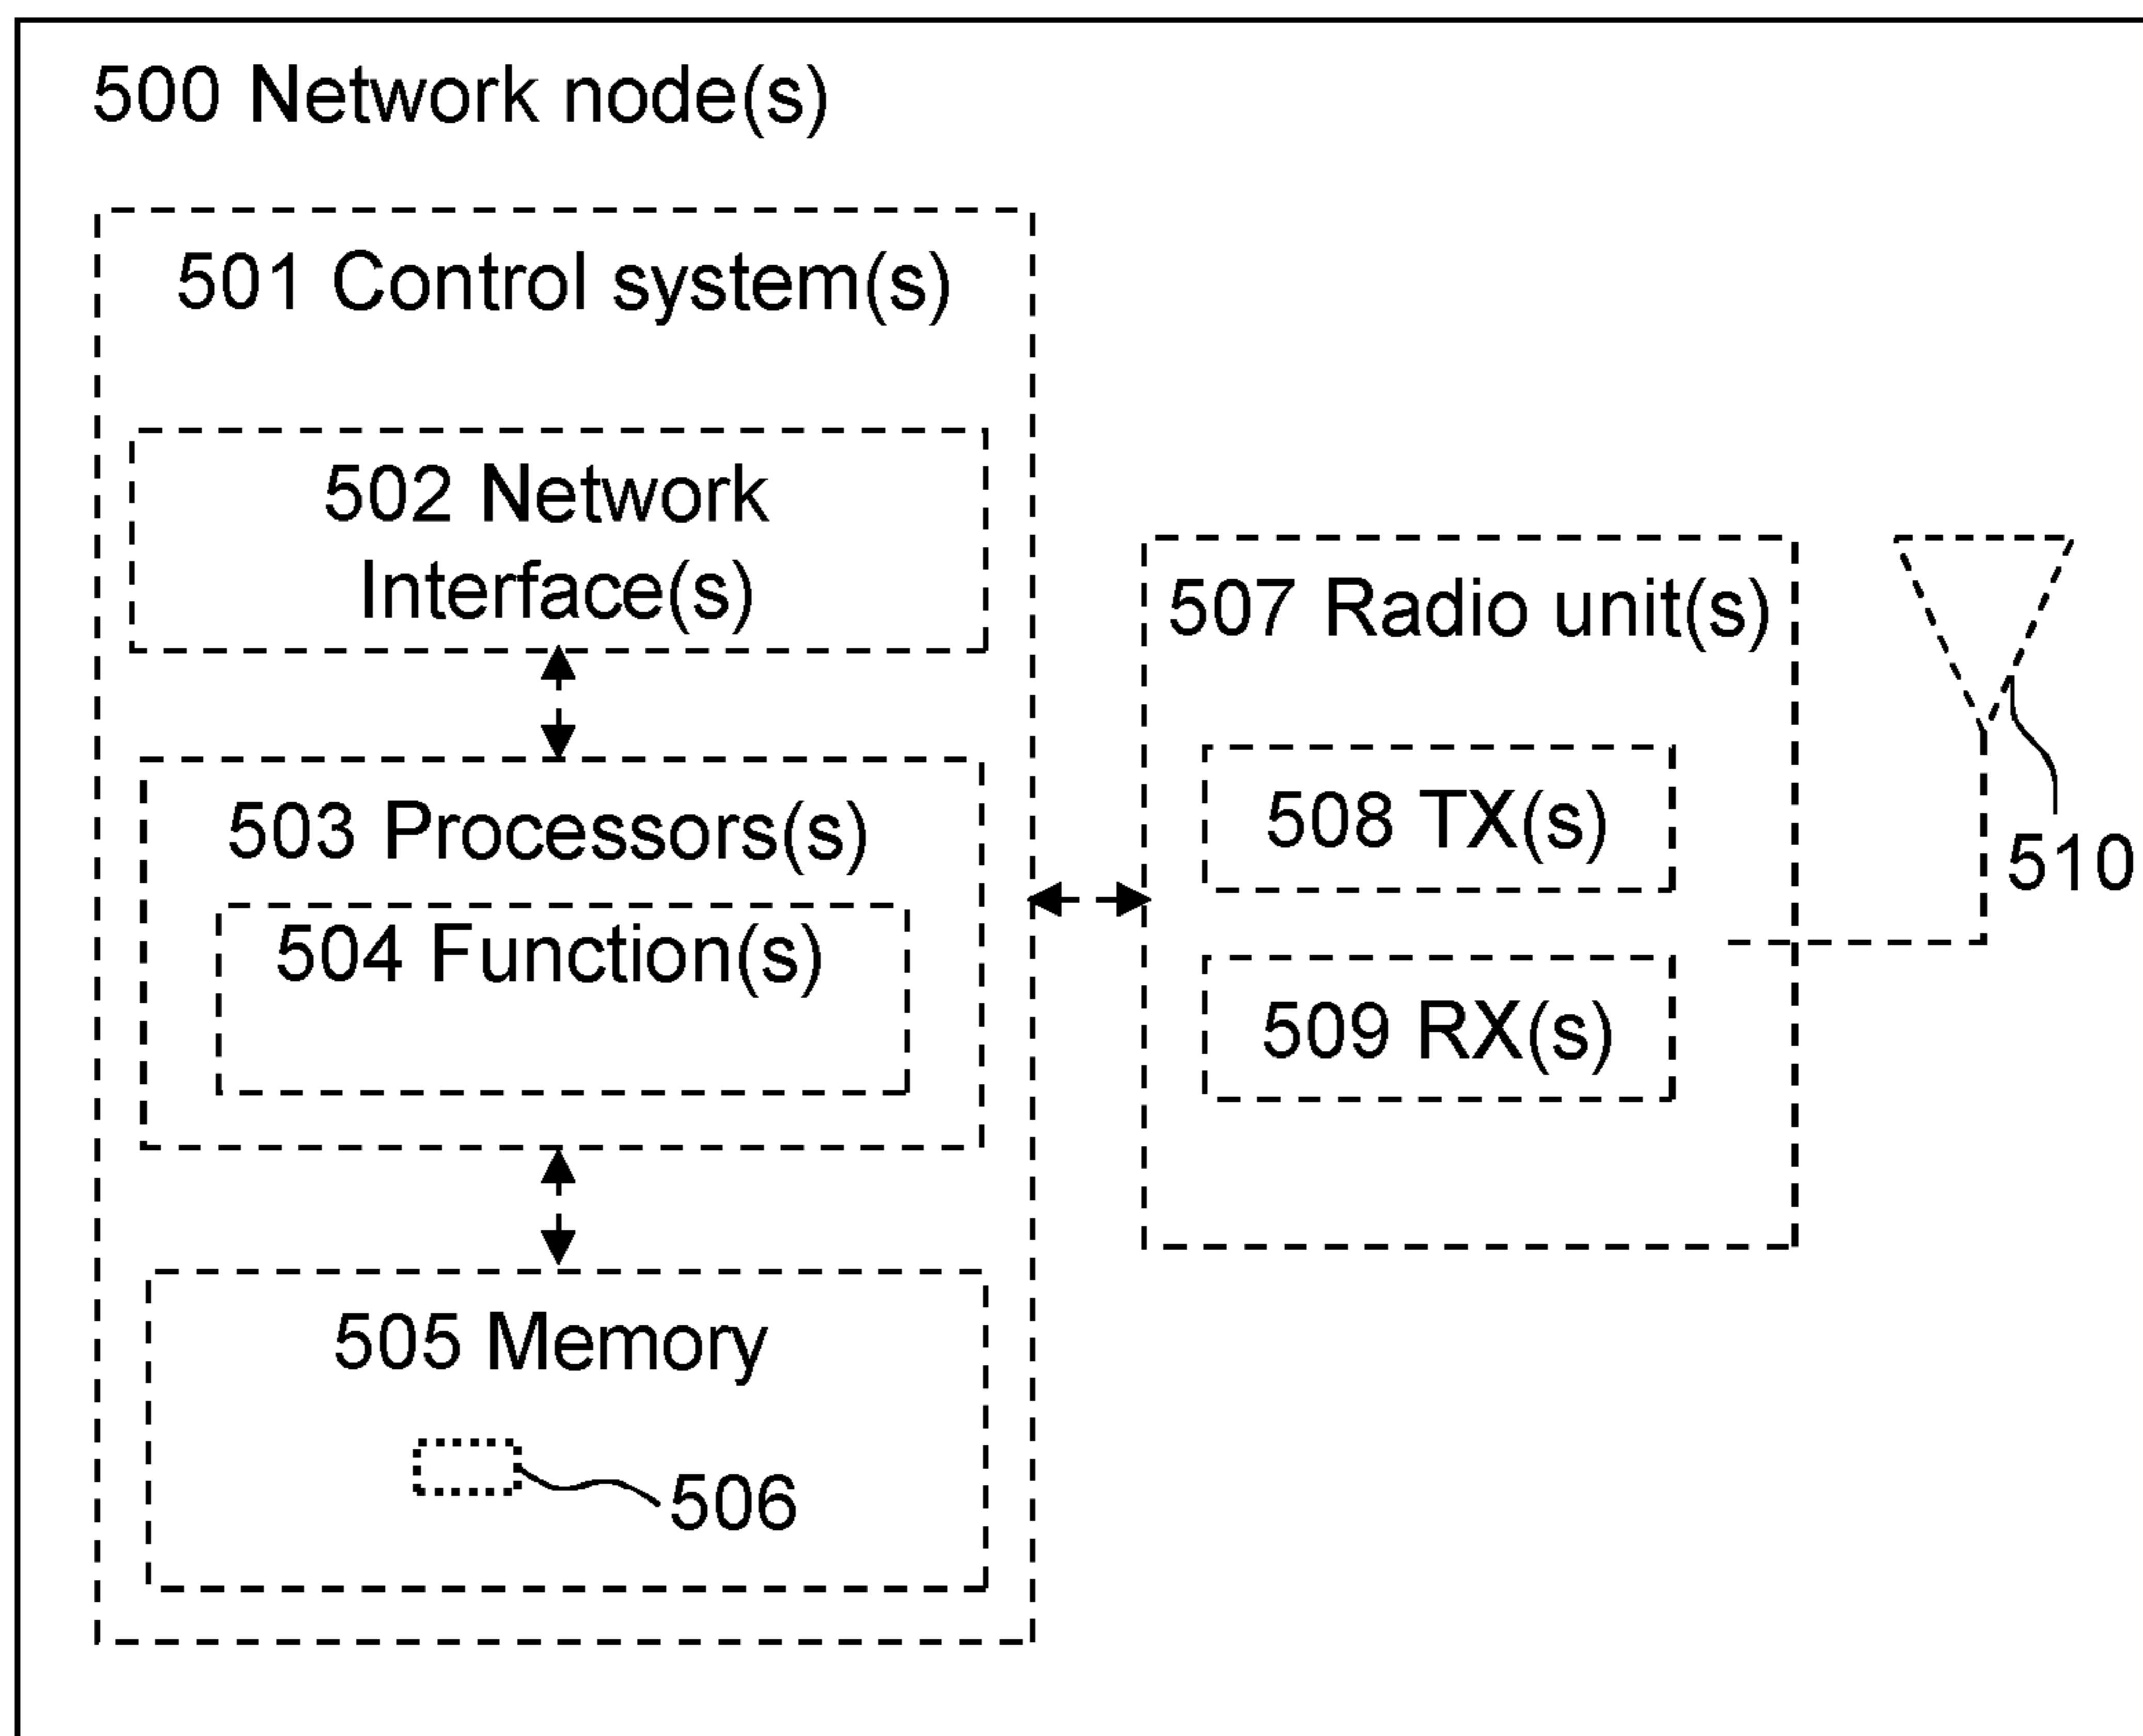 500 Network node(s)
501 Control system(s)
502 Network
Interface(s)
503 Processors(s)
504 Function(s)
505 Memory
506
507 Radio unit(s)
508 TX(s)
509 RX(s)
510